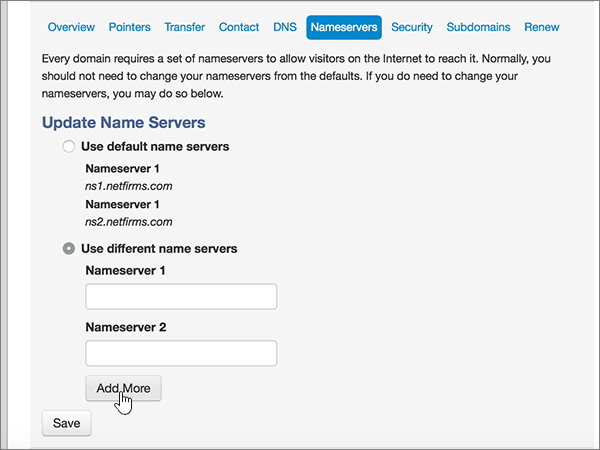 Overview Pointers Transfer Contact DNS Nameservers Security Subdomains Renew
Every domain requires a set of nameservers to allow visitors on the Internet to reach it. Normally, you
should not need to change your nameservers from the defaults. If you do need to change your
nameservers, you may do so below.
Update Name Servers
Use default name servers
Nameserver 1
ns1.netfirms.com
Nameserver 1
ns2.netfirms.com
Use different name servers
Nameserver 1
Nameserver 2
Add More
Save